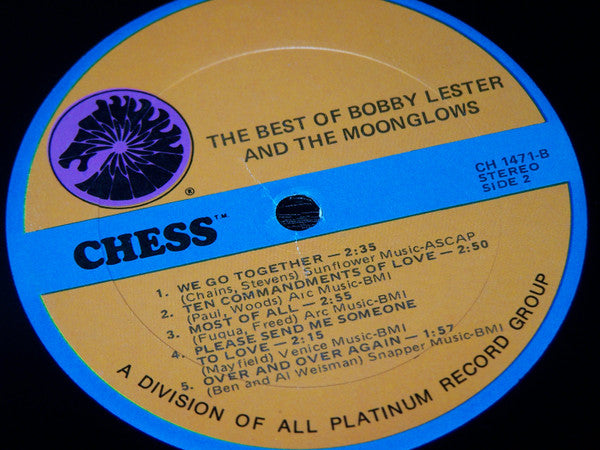 THE BEST OF BOBBY LESTER
AND THE MOONGLOWS
®
CHESS™
CH 1471-B
STEREO
SIDE 2
1. WE GO TOGETHER — 2:35
(Chains, Stevens) Sunflower Music-ASCAP
2. TEN COMMANDMENTS OF LOVE — 2:50
(Paul, Woods) Arc Music-BMI
3. MOST OF ALL — 2:55
(Fuqua, Freed) Arc Music-BMI
4. PLEASE SEND ME SOMEONE
TO LOVE — 2:15
(Mayfield) Venice Music-BMI
5. OVER AND OVER AGAIN — 1:57
(Ben and Al Weisman) Snapper Music-BMI
A DIVISION OF ALL PLATINUM RECORD GROUP